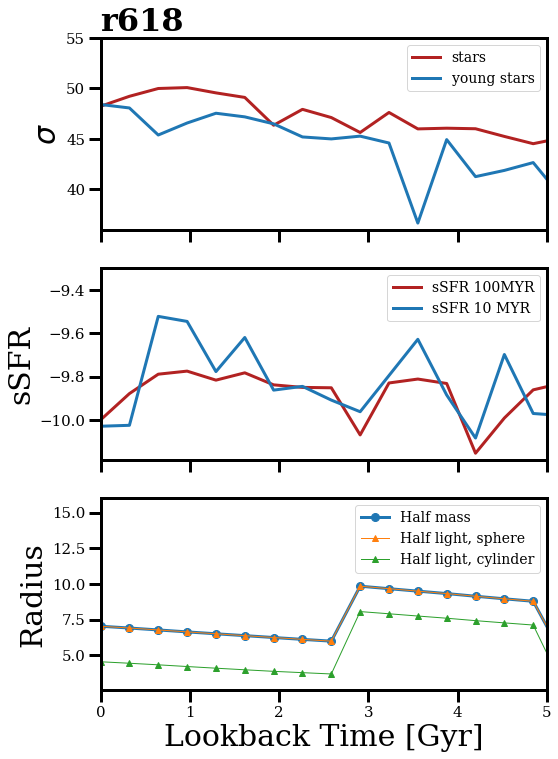 r618
55
50
45
40
σ
stars
young stars
−9.4
−9.6
−9.8
−10.0
sSFR
sSFR 100MYR
sSFR 10 MYR
15.0
12.5
10.0
7.5
5.0
Radius
Half mass
Half light, sphere
Half light, cylinder
0 1 2 3 4 5
Lookback Time [Gyr]